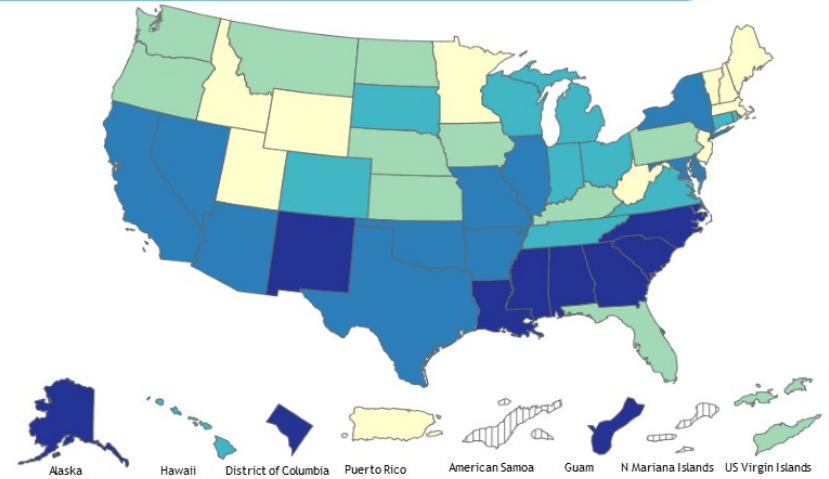 Alaska
Hawaii
District of Columbia
Puerto Rico
American Samoa
Guam
N Mariana Islands
US Virgin Islands